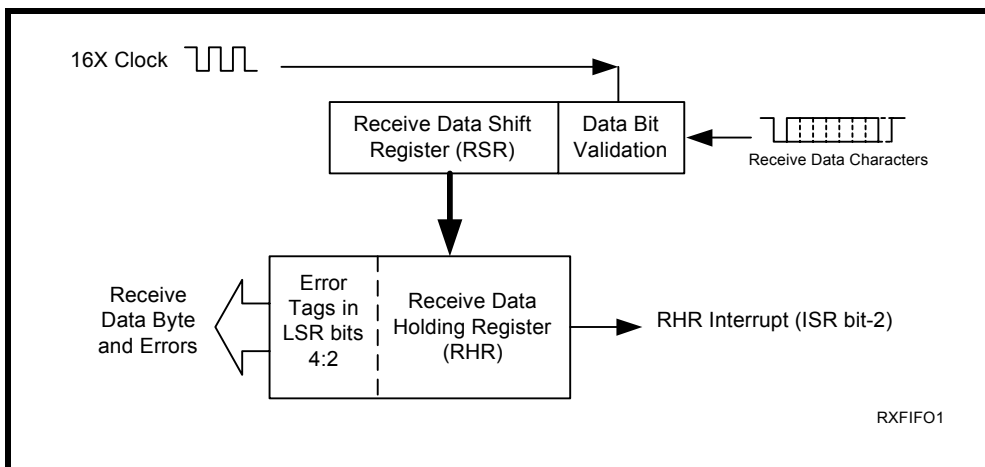 16X Clock
Receive Data Shift
Register (RSR)
Data Bit
Validation
Receive Data Characters
Receive
Data Byte
and Errors
Error
Tags in
LSR bits
4:2
Receive Data
Holding Register
(RHR)
RHR Interrupt (ISR bit-2)
RXFIFO1